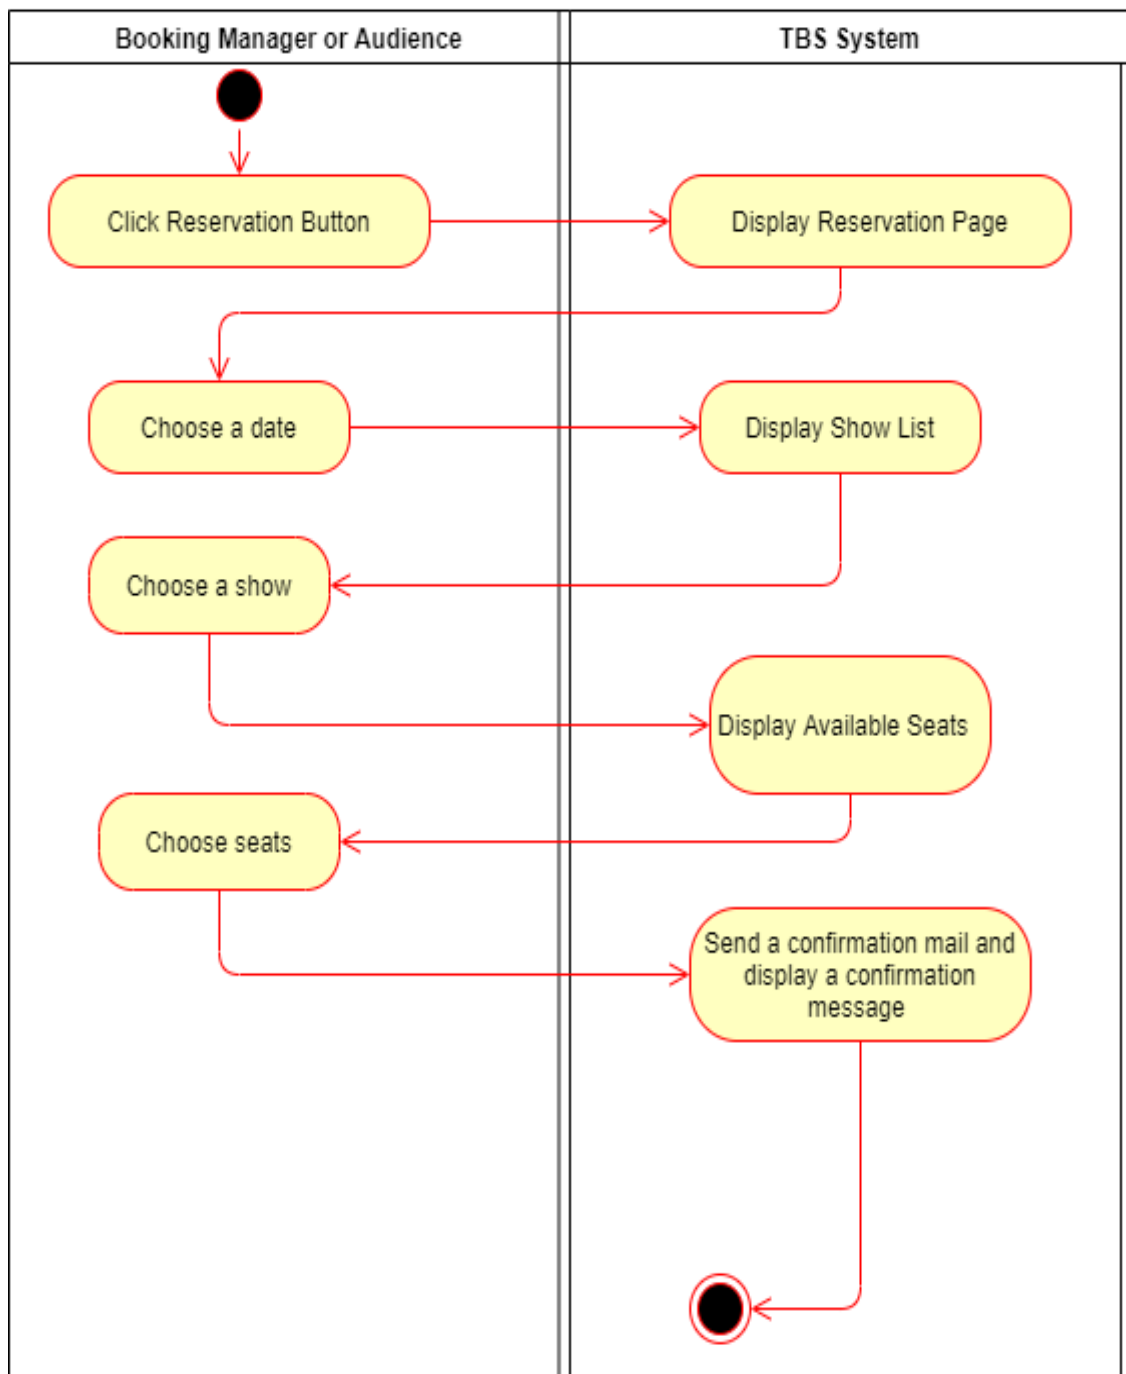 Booking Manager or Audience
TBS System
Click Reservation Button
Display Reservation Page
Choose a date
Display Show List
Choose a show
Display Available Seats
Choose seats
Send a confirmation mail and
display a confirmation
message